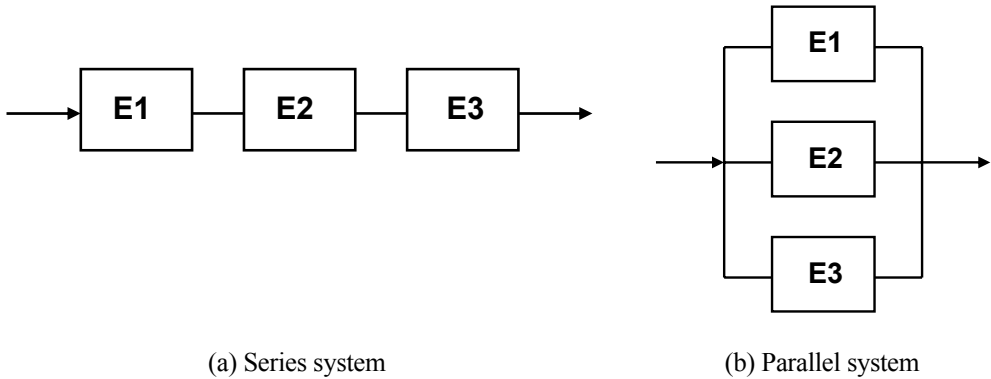 E1 E2 E3
E1
E2
E3
(a) Series system
(b) Parallel system